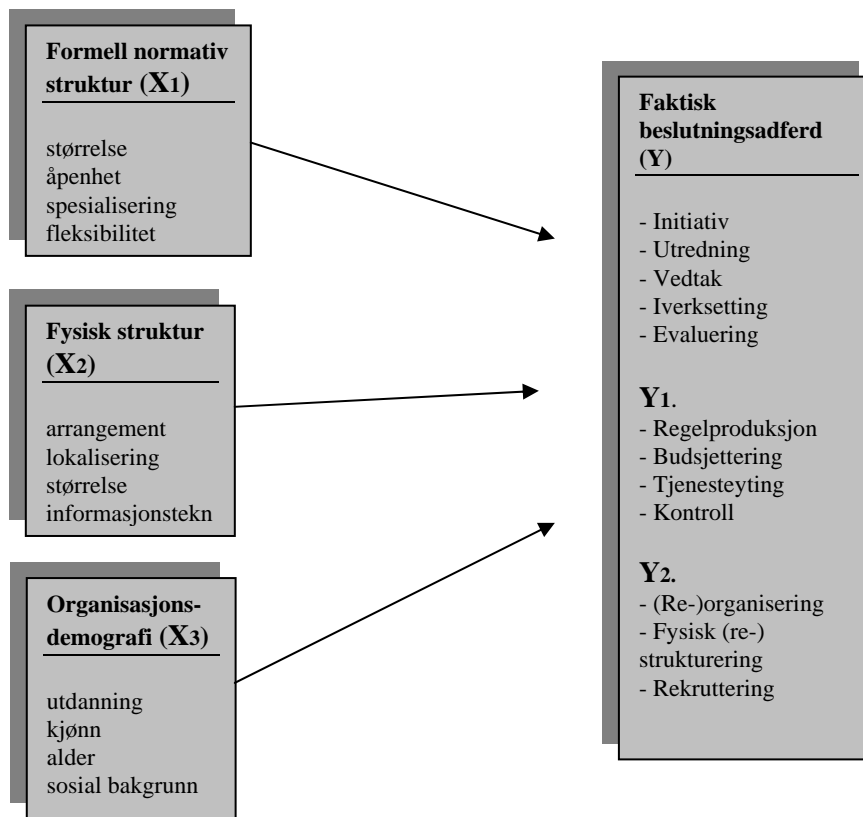 Formell normativ
struktur (X1)
størrelse
åpenhet
spesialisering
fleksibilitet
Fysisk struktur
(X2)
arrangement
lokalisering
størrelse
informasjonstekn
Organisasjons-
demografi (X3)
utdanning
kjønn
alder
sosial bakgrunn
Faktisk
beslutningsadferd
(Y)
- Initiativ
- Utredning
- Vedtak
- Iverksetting
- Evaluering
Y1.
- Regelproduksjon
- Budsjettering
- Tjenesteyting
- Kontroll
Y2.
- (Re-)organisering
- Fysisk (re-)
strukturering
- Rekruttering